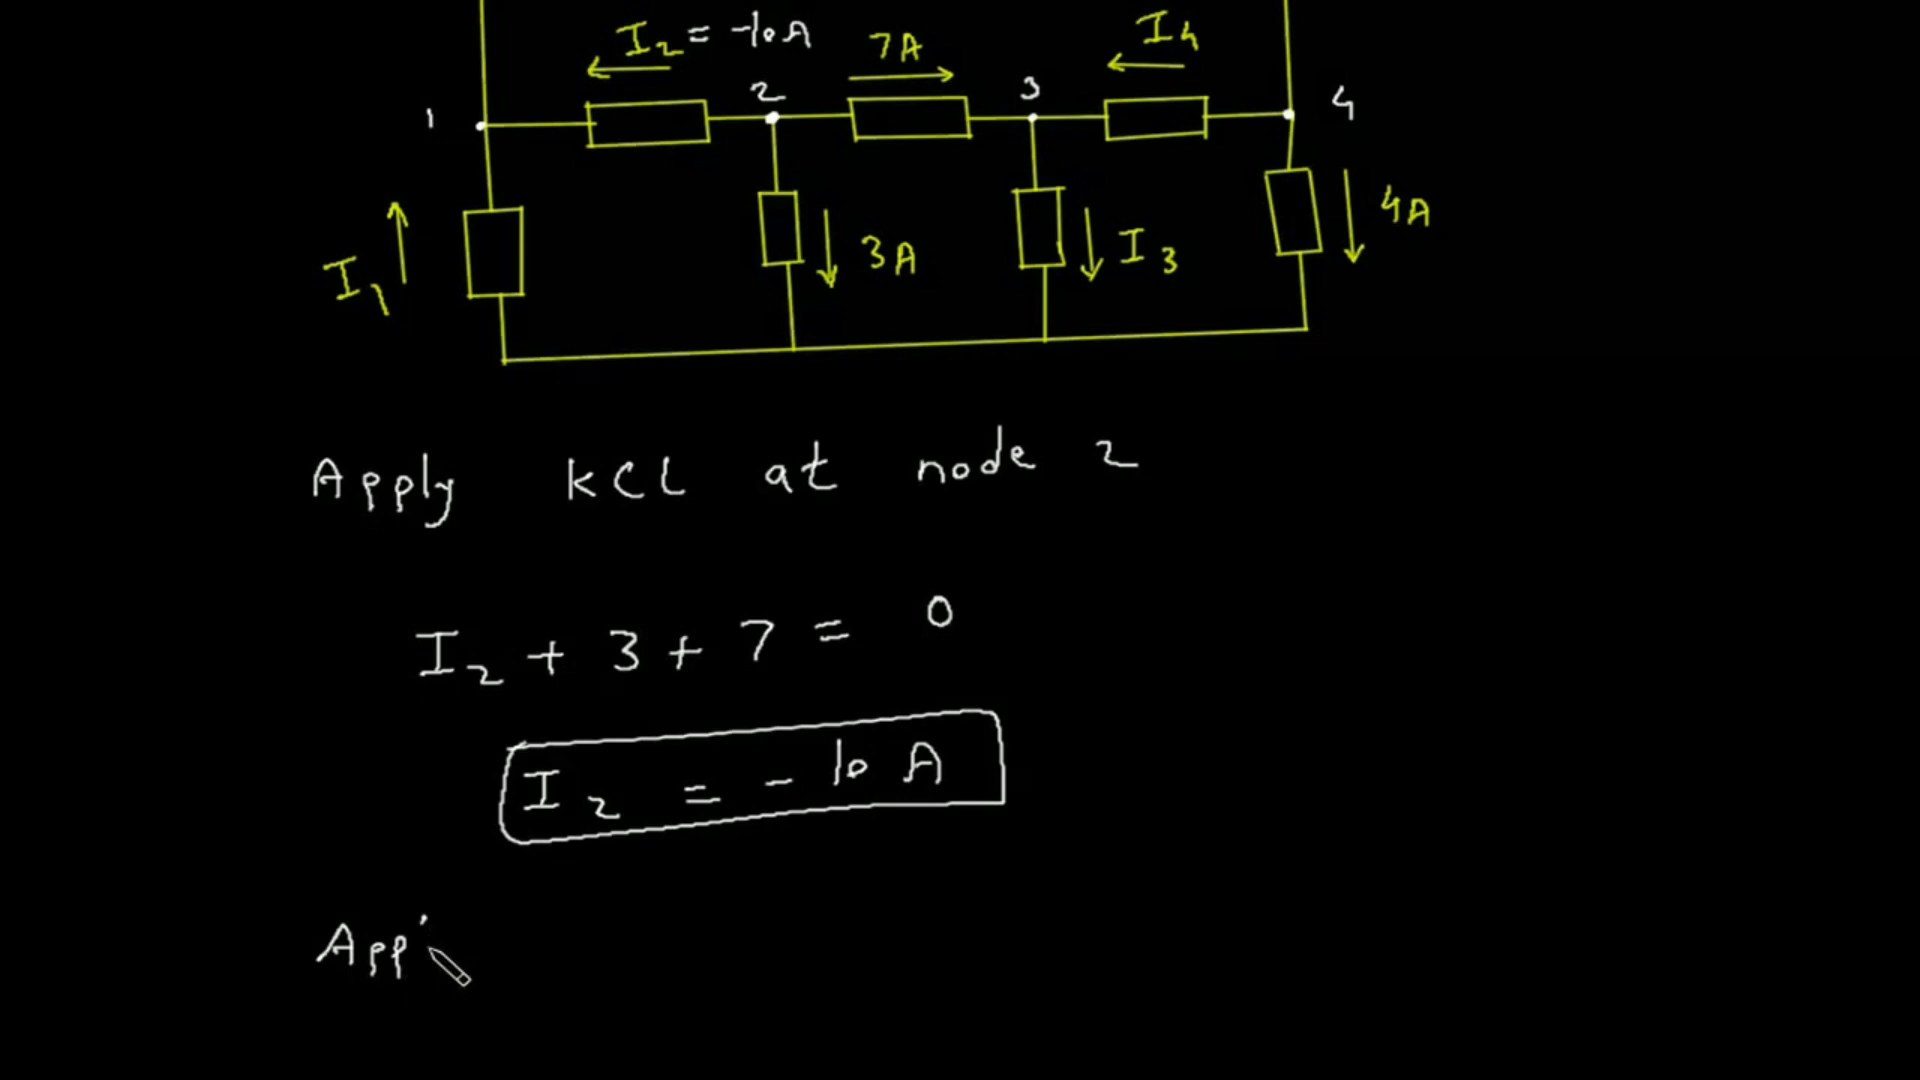 I₂ = -10A
7A
I₄
1
2
3
4
I₁
3A
I₃
4A
Apply KCL at node 2
I₂ + 3 + 7 = 0
I₂ = - 10 A
App